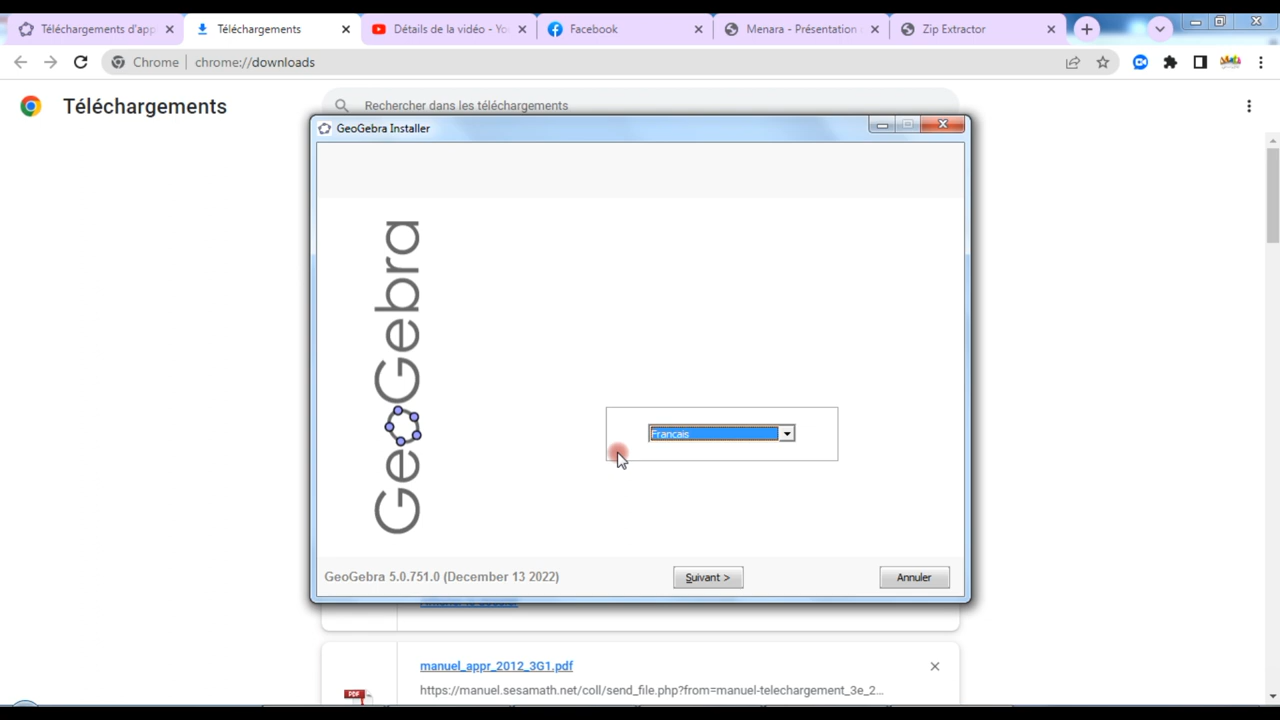 Téléchargements d'app
Téléchargements
Détails de la vidéo - Yo
Facebook
Menara - Présentation
Zip Extractor
Chrome
chrome://downloads
Téléchargements
Rechercher dans les téléchargements
GeoGebra Installer
GeoGebra
Francais
GeoGebra 5.0.751.0 (December 13 2022)
Suivant >
Annuler
manuel_appr_2012_3G1.pdf
https://manuel.sesamath.net/coll/send_file.php?from=manuel-telechargement_3e_2...
PDF